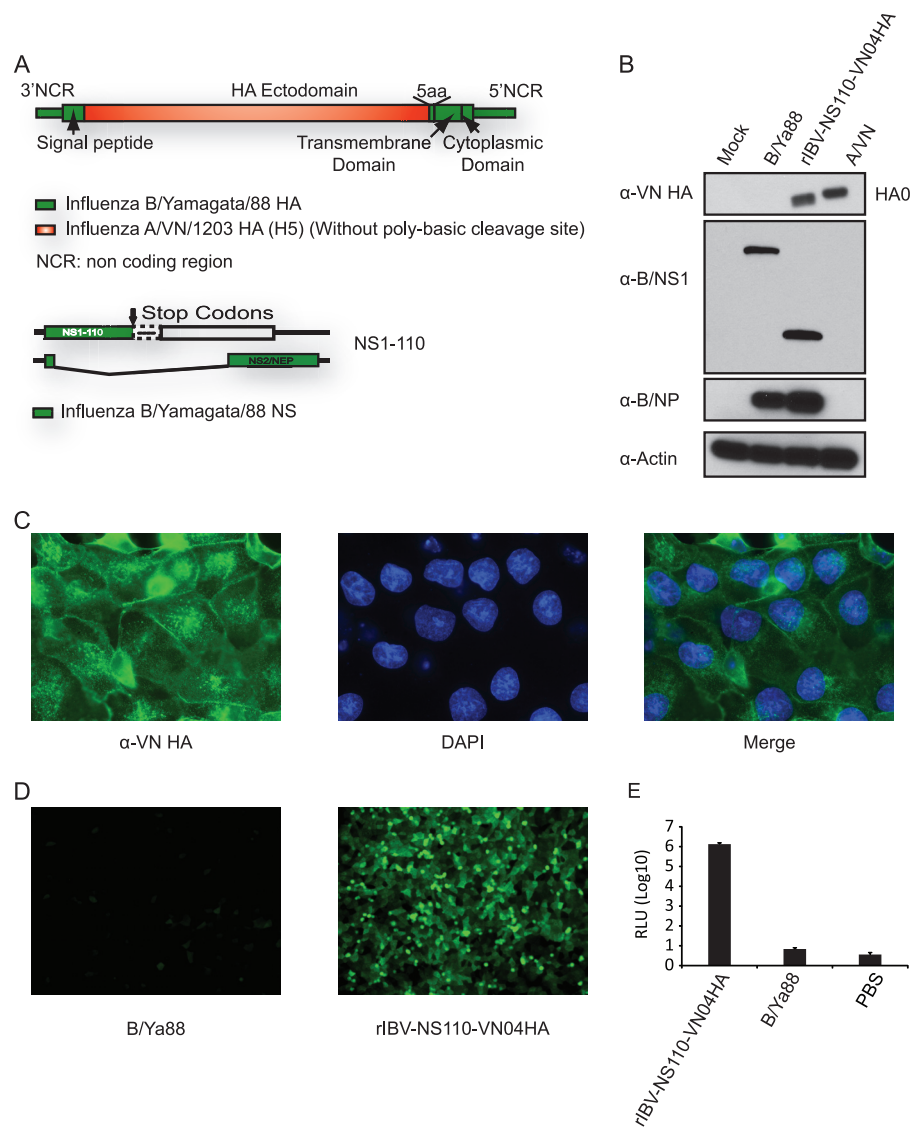 A
3'NCR
HA Ectodomain
5aa
5'NCR
Signal peptide
Transmembrane
Domain
Cytoplasmic
Domain
Influenza B/Yamagata/88 HA
Influenza A/VN/1203 HA (H5) (Without poly-basic cleavage site)
NCR: non coding region
Stop Codons
NS1-110
NS1-110
NS2/NEP
Influenza B/Yamagata/88 NS
B
Mock
B/Ya88
rIBV-NS110-VN04HA
A/VN
α-VN HA
HA0
α-B/NS1
α-B/NP
α-Actin
C
α-VN HA
DAPI
Merge
D
B/Ya88
rIBV-NS110-VN04HA
E
RLU (Log10)
7
6
5
4
3
2
1
0
rIBV-NS110-VN04HA
B/Ya88
PBS